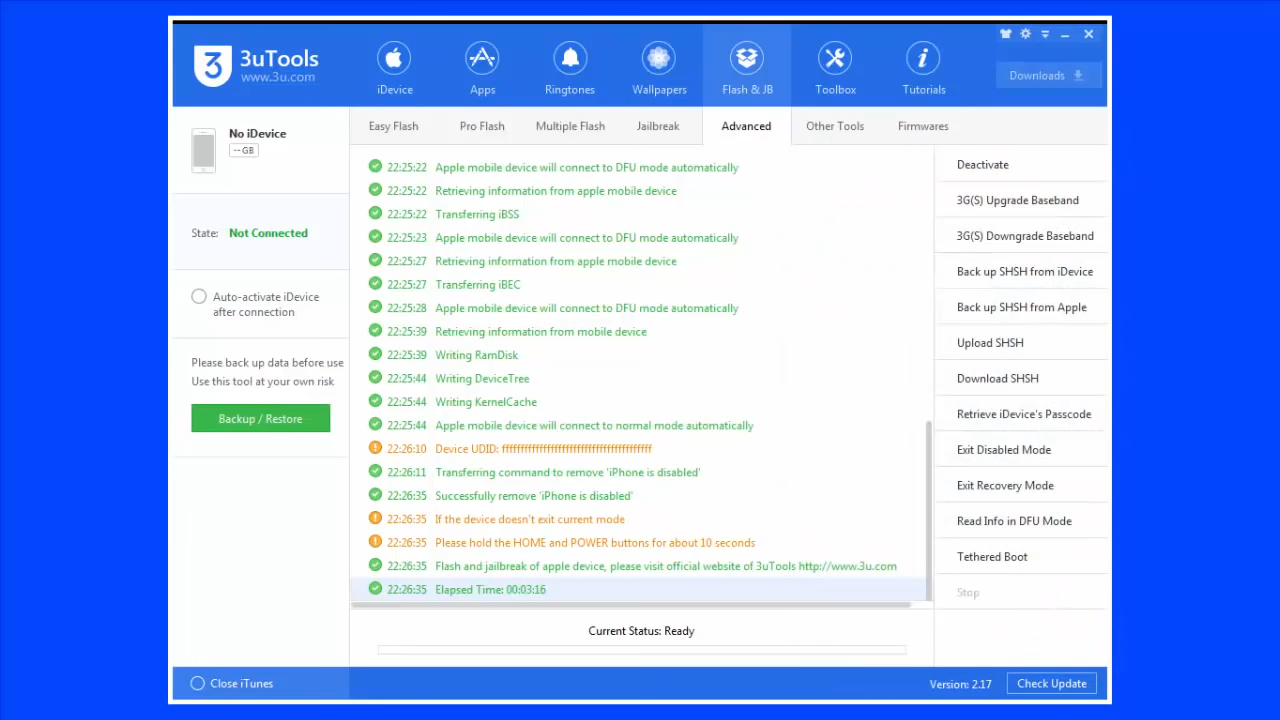 3 3uTools
www.3u.com
iDevice
Apps
Ringtones
Wallpapers
Flash & JB
Toolbox
Tutorials
Downloads
No iDevice
-- GB
State: Not Connected
Auto-activate iDevice
after connection
Please back up data before use
Use this tool at your own risk
Backup / Restore
Easy Flash
Pro Flash
Multiple Flash
Jailbreak
Advanced
Other Tools
Firmwares
22:25:22 Apple mobile device will connect to DFU mode automatically
22:25:22 Retrieving information from apple mobile device
22:25:22 Transferring iBSS
22:25:23 Apple mobile device will connect to DFU mode automatically
22:25:27 Retrieving information from apple mobile device
22:25:27 Transferring iBEC
22:25:28 Apple mobile device will connect to DFU mode automatically
22:25:39 Retrieving information from mobile device
22:25:39 Writing RamDisk
22:25:44 Writing DeviceTree
22:25:44 Writing KernelCache
22:25:44 Apple mobile device will connect to normal mode automatically
22:26:10 Device UDID: ffffffffffffffffffffffffffffffffffffffff
22:26:11 Transferring command to remove 'iPhone is disabled'
22:26:35 Successfully remove 'iPhone is disabled'
22:26:35 If the device doesn't exit current mode
22:26:35 Please hold the HOME and POWER buttons for about 10 seconds
22:26:35 Flash and jailbreak of apple device, please visit official website of 3uTools http://www.3u.com
22:26:35 Elapsed Time: 00:03:16
Current Status: Ready
Deactivate
3G(S) Upgrade Baseband
3G(S) Downgrade Baseband
Back up SHSH from iDevice
Back up SHSH from Apple
Upload SHSH
Download SHSH
Retrieve iDevice's Passcode
Exit Disabled Mode
Exit Recovery Mode
Read Info in DFU Mode
Tethered Boot
Stop
Close iTunes
Version: 2.17
Check Update